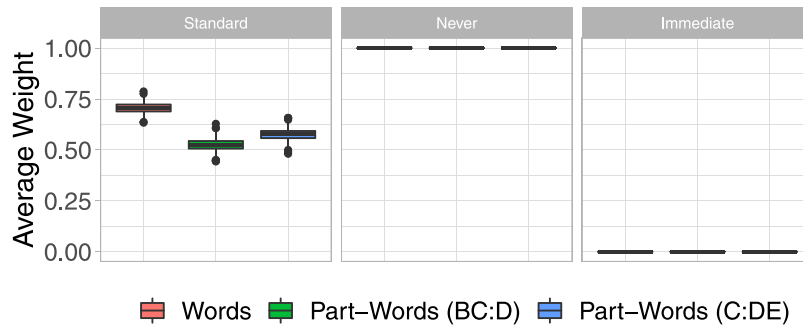 Standard Never Immediate
Average Weight
1.00
0.75
0.50
0.25
0.00
Words Part−Words (BC:D) Part−Words (C:DE)